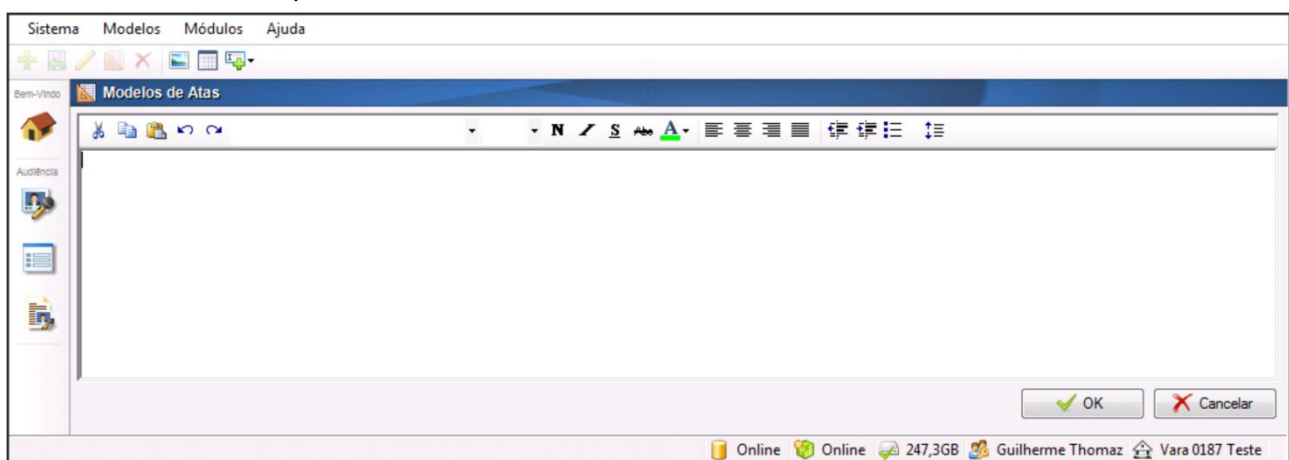 Sistema Modelos Módulos Ajuda
Bem-Vindo Modelos de Atas
N I S Abc A
Audiência
OK Cancelar
Online Online 247,3GB Guilherme Thomaz Vara 0187 Teste